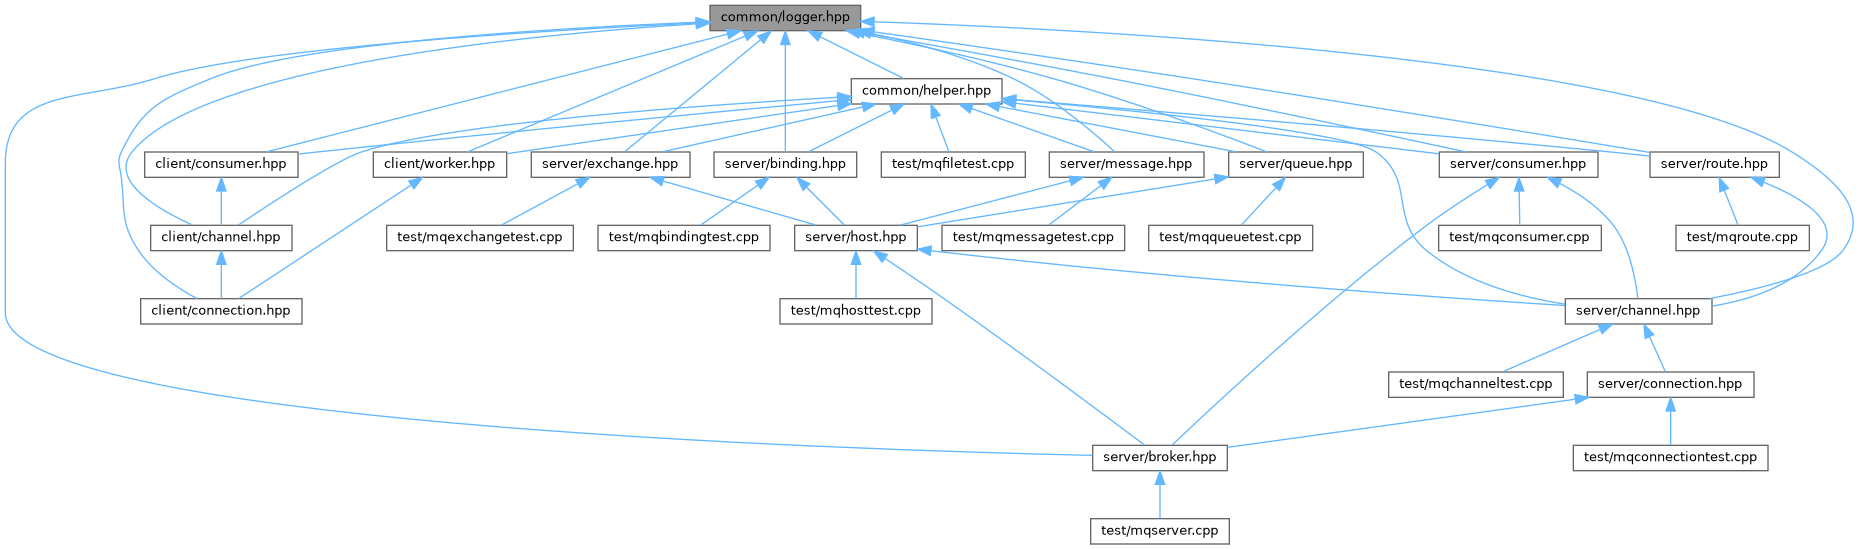 common/logger.hpp
common/helper.hpp
client/consumer.hpp
client/worker.hpp
server/exchange.hpp
server/binding.hpp
test/mqfiletest.cpp
server/message.hpp
server/queue.hpp
server/consumer.hpp
server/route.hpp
client/channel.hpp
test/mqexchangetest.cpp
test/mqbindingtest.cpp
server/host.hpp
test/mqmessagetest.cpp
test/mqqueuetest.cpp
test/mqconsumer.cpp
test/mqroute.cpp
client/connection.hpp
test/mqhosttest.cpp
server/channel.hpp
test/mqchanneltest.cpp
server/connection.hpp
server/broker.hpp
test/mqconnectiontest.cpp
test/mqserver.cpp